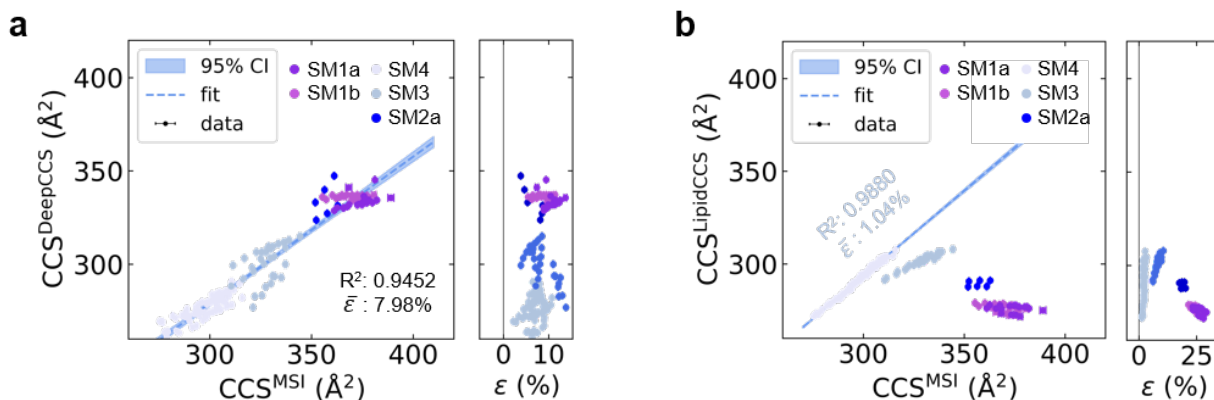 a
CCS^DeepCCS (Å²)
400
350
300
95% CI
fit
data
SM1a
SM1b
SM4
SM3
SM2a
R²: 0.9452
ε̄ : 7.98%
300
350
400
CCS^MSI (Å²)
0
10
ε (%)
b
CCS^LipidCCS (Å²)
400
350
300
95% CI
fit
data
SM1a
SM1b
SM4
SM3
SM2a
R²: 0.9880
ε̄ : 1.04%
300
350
400
CCS^MSI (Å²)
0
25
ε (%)